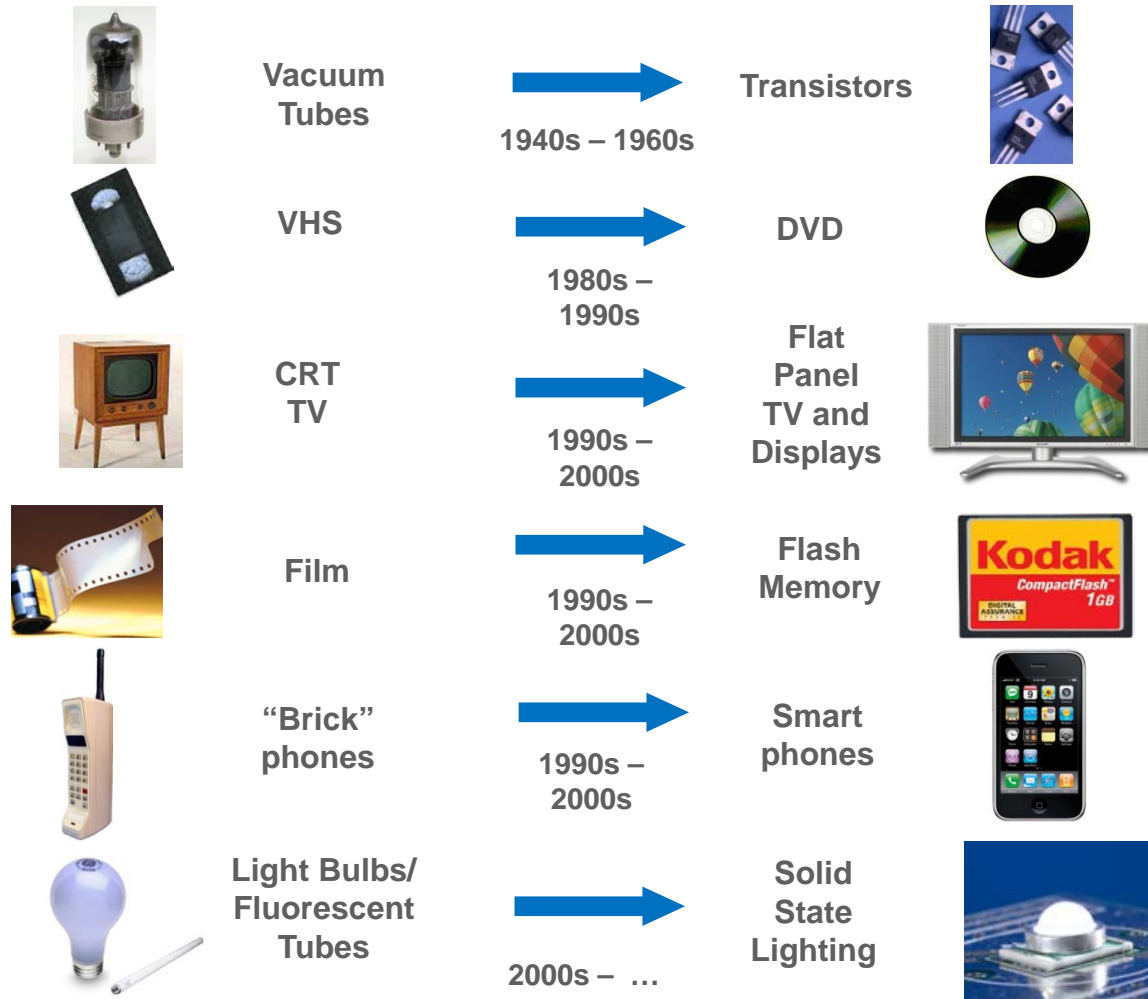 Vacuum
Tubes
1940s – 1960s
Transistors
VHS
1980s –
1990s
DVD
CRT
TV
1990s –
2000s
Flat
Panel
TV and
Displays
Film
1990s –
2000s
Flash
Memory
Kodak
CompactFlash™
1GB
DIGITAL
ASSURANCE
“Brick”
phones
1990s –
2000s
Smart
phones
Light Bulbs/
Fluorescent
Tubes
2000s – …
Solid
State
Lighting